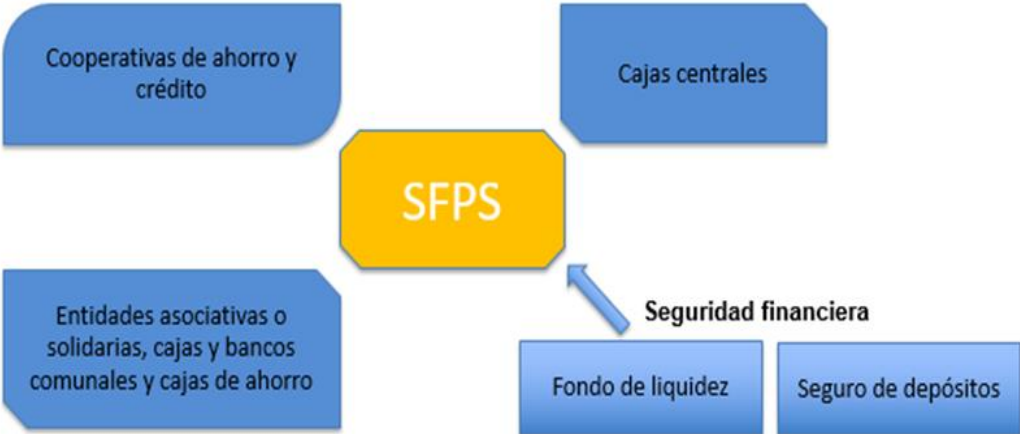 Cooperativas de ahorro y
crédito
Cajas centrales
SFPS
Entidades asociativas o
solidarias, cajas y bancos
comunales y cajas de ahorro
Seguridad financiera
Fondo de liquidez
Seguro de depósitos